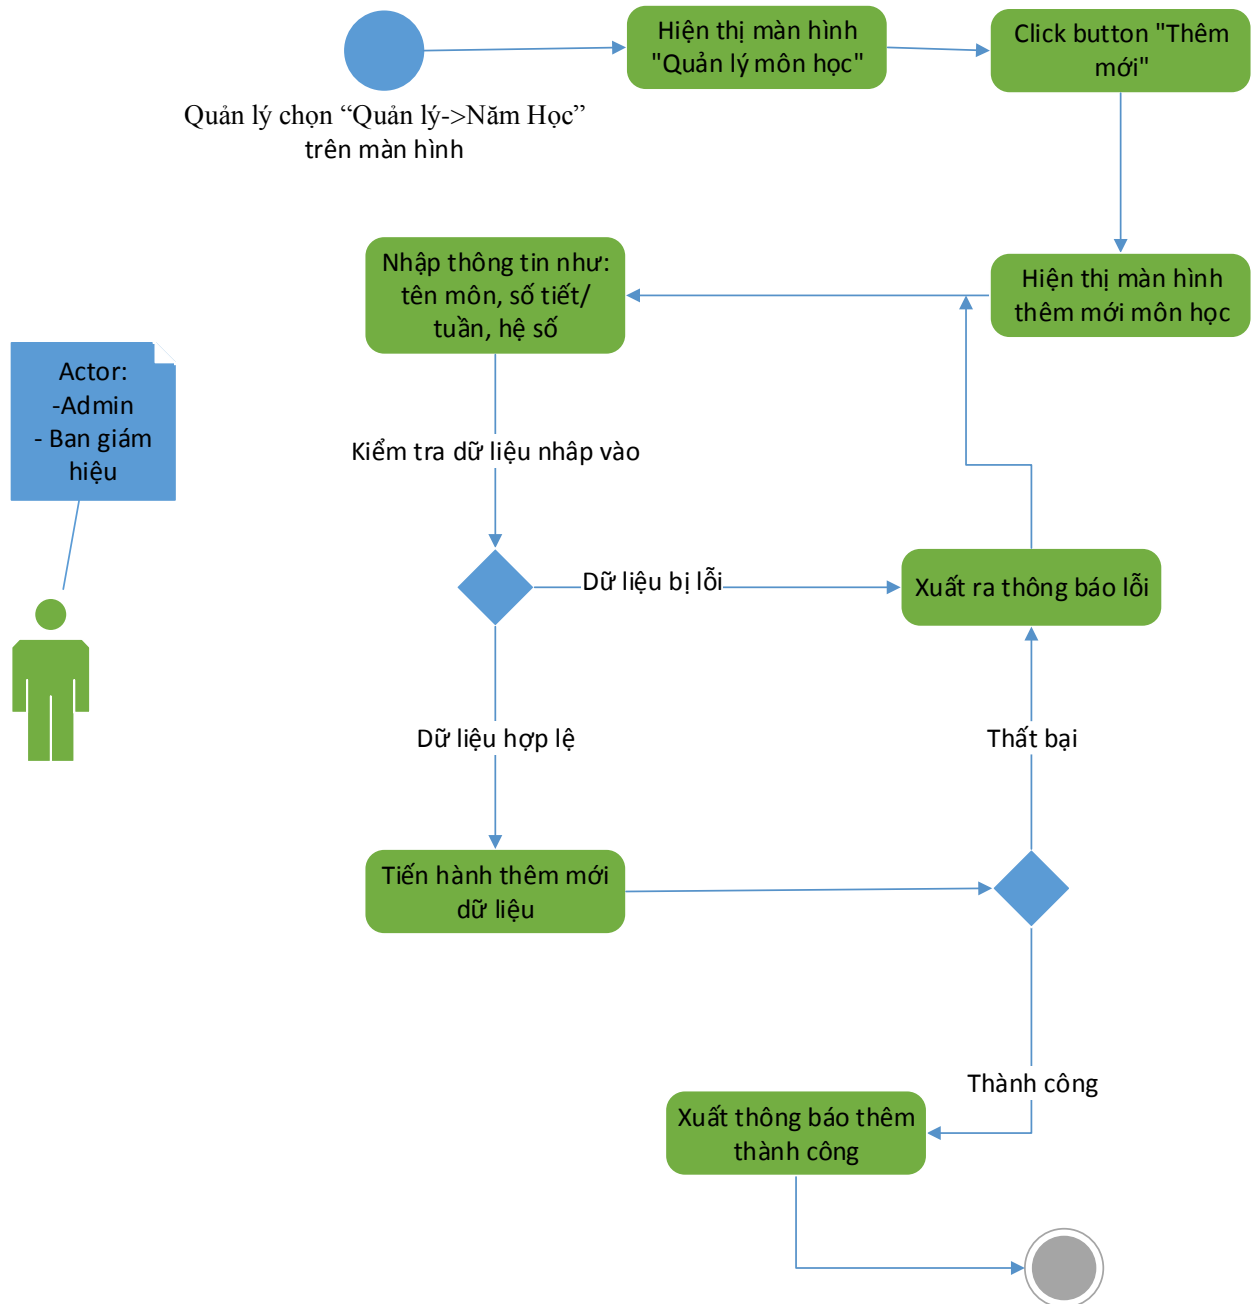 Hiện thị màn hình
"Quản lý môn học"
Click button "Thêm
mới"
Quản lý chọn “Quản lý->Năm Học”
trên màn hình
Nhập thông tin như:
tên môn, số tiết/
tuần, hệ số
Hiện thị màn hình
thêm mới môn học
Actor:
-Admin
- Ban giám
hiệu
Kiểm tra dữ liệu nhâp vào
Dữ liệu bị lỗi
Xuất ra thông báo lỗi
Dữ liệu hợp lệ
Thất bại
Tiến hành thêm mới
dữ liệu
Thành công
Xuất thông báo thêm
thành công